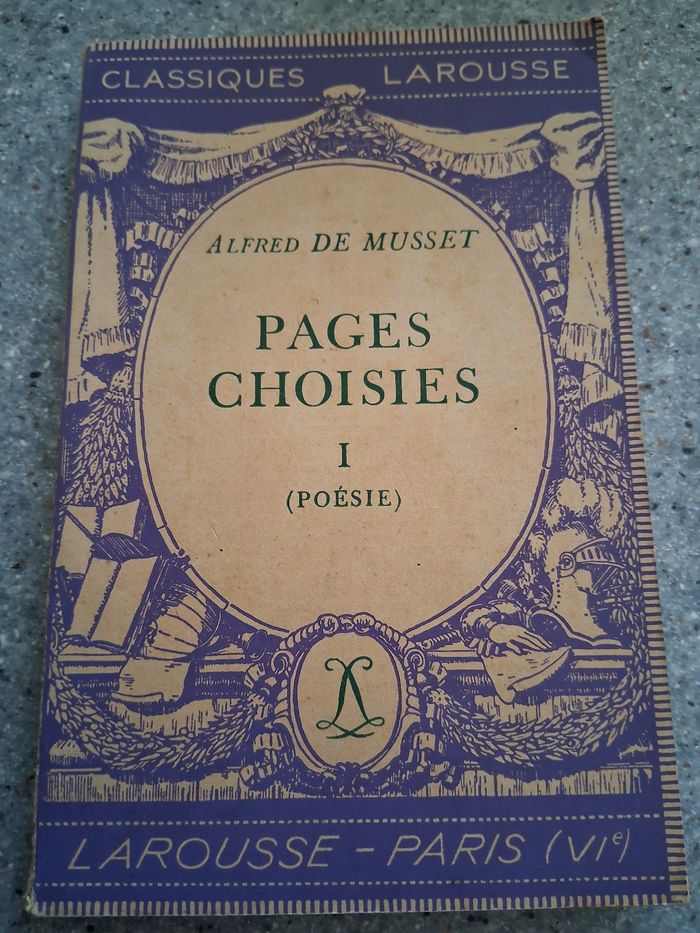 CLASSIQUES LAROUSSE
ALFRED DE MUSSET
PAGES
CHOISIES
I
(POÉSIE)
L
LAROUSSE – PARIS (VIᵉ)